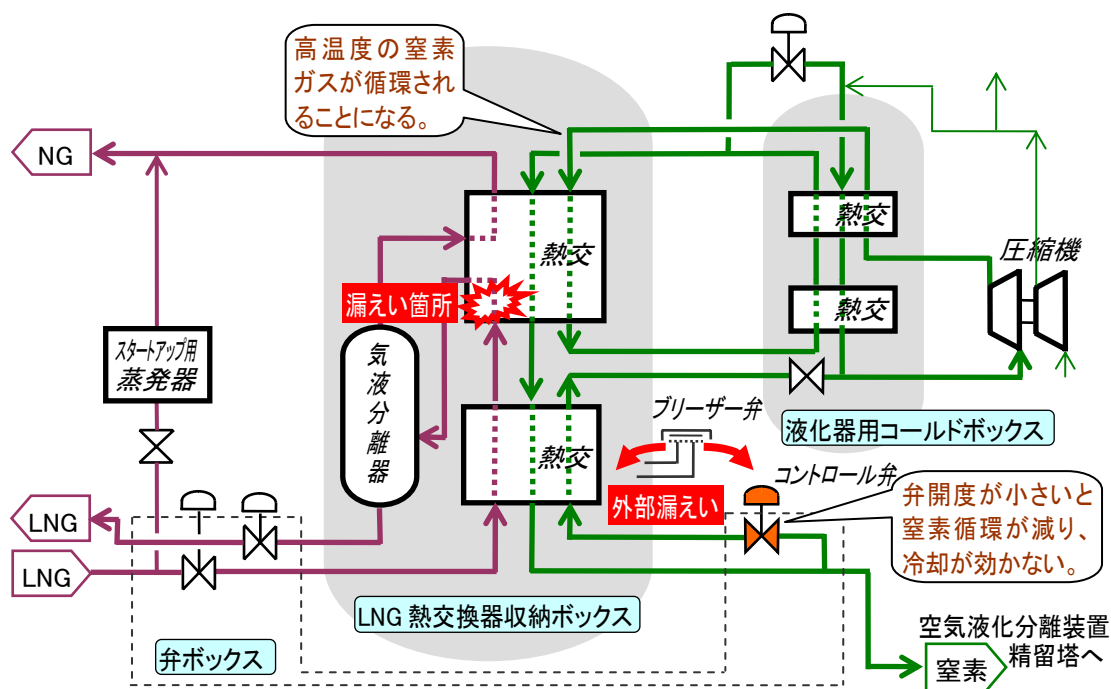 高温度の窒素
ガスが循環され
ることになる。
NG
熱交
熱交
圧縮機
漏えい箇所
熱交
スタートアップ用
蒸発器
気液分離器
ブリーザー弁
液化器用コールドボックス
熱交
外部漏えい
コントロール弁
弁開度が小さいと
窒素循環が減り、
冷却が効かない。
LNG
LNG
LNG 熱交換器収納ボックス
弁ボックス
空気液化分離装置
精留塔へ
窒素